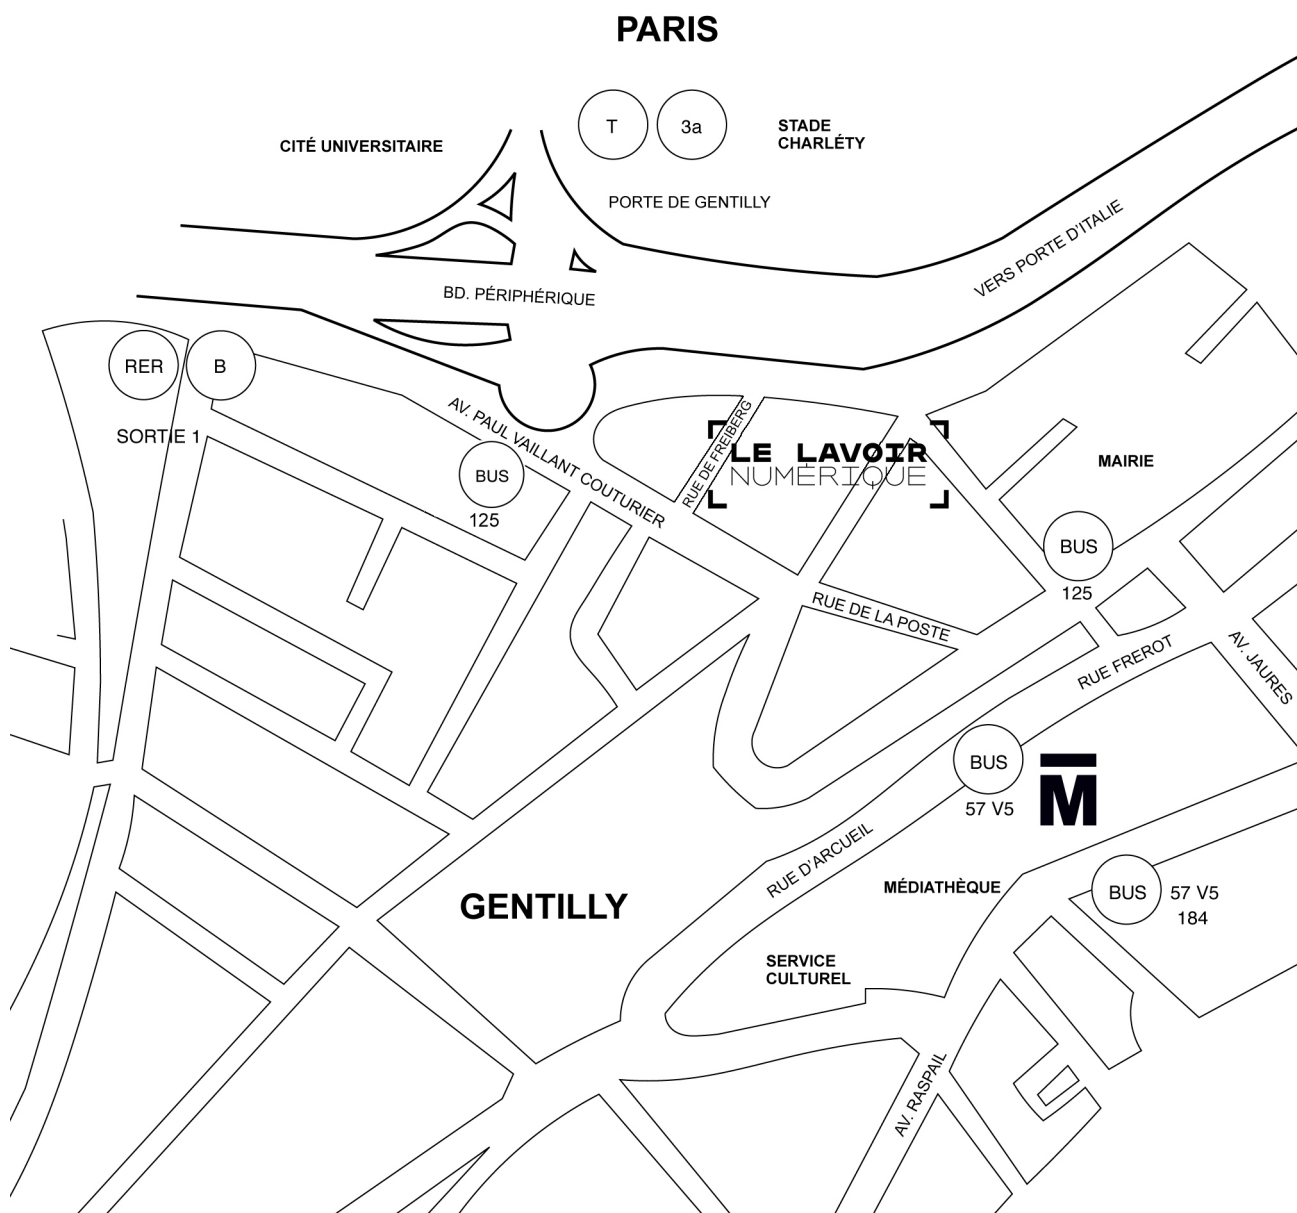 PARIS
T
3a
STADE
CHARLÉTY
CITÉ UNIVERSITAIRE
PORTE DE GENTILLY
VERS PORTE D'ITALIE
BD. PÉRIPHÉRIQUE
RER
B
SORTIE 1
AV. PAUL VAILLANT COUTURIER
RUE DE FREIBERG
LE LAVOIR
NUMÉRIQUE
MAIRIE
BUS
125
BUS
125
RUE DE LA POSTE
RUE FREROT
AV. JAURES
BUS
57 V5
M
RUE D'ARCUEIL
MÉDIATHÈQUE
BUS
57 V5
184
GENTILLY
SERVICE
CULTUREL
AV. RASPAIL